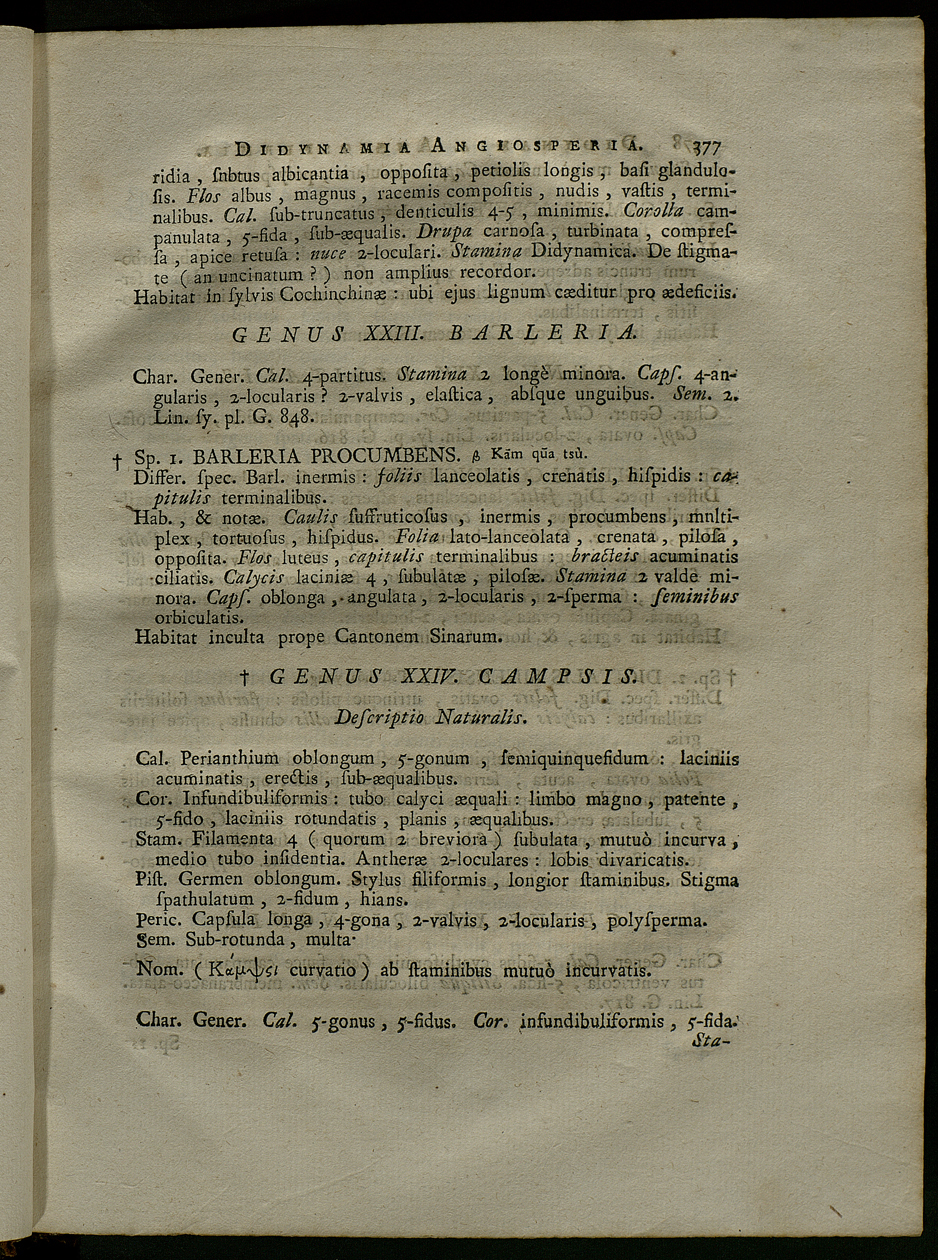 DIDYNAMIA ANGIOSPERIA. 377
ridia , ſnbtus albicantia , oppoſita , petiolis longis , baſi glandulo-
ſis. Flos albus , magnus , racemis compoſitis , nudis , vaſtis , termi-
nalibus. Cal. ſub-truncatus , denticulis 4-5 , minimis. Corolla cam-
panulata , 5-fida , ſub-æqualis. Drupa carnoſa , turbinata , compreſ-
ſa , apice retuſa : nuce 2-loculari. Stamina Didynamica. De ſtigma-
te ( an uncinatum ? ) non amplius recordor.
Habitat in ſylvis Cochinchinæ : ubi ejus lignum cæditur pro ædeficiis.
GENUS XXIII. BARLERIA.
Char. Gener. Cal. 4-partitus. Stamina 2 longè minora. Capſ. 4-an-
gularis , 2-locularis ? 2-valvis , elaſtica , abſque unguibus. Sem. 2.
Lin. ſy. pl. G. 848.
† Sp. 1. BARLERIA PROCUMBENS. β Kām qūa tsù.
Differ. ſpec. Barl. inermis : foliis lanceolatis , crenatis , hiſpidis : ca-
pitulis terminalibus.
Hab. , & notæ. Caulis ſuffruticoſus , inermis , procumbens , mnlti-
plex , tortuoſus , hiſpidus. Folia lato-lanceolata , crenata , piloſa ,
oppoſita. Flos luteus , capitulis terminalibus : bracteis acuminatis
ciliatis. Calycis laciniæ 4 , ſubulatæ , piloſæ. Stamina 2 valdè mi-
nora. Capſ. oblonga , angulata , 2-locularis , 2-ſperma : ſeminibus
orbiculatis.
Habitat inculta prope Cantonem Sinarum.
† GENUS XXIV. CAMPSIS.
Deſcriptio Naturalis.
Cal. Perianthium oblongum , 5-gonum , ſemiquinquefidum : laciniis
acuminatis , erectis , ſub-æqualibus.
Cor. Infundibuliformis : tubo calyci æquali : limbo magno , patente ,
5-fido , laciniis rotundatis , planis , æqualibus.
Stam. Filamenta 4 ( quorum 2 breviora ) ſubulata , mutuò incurva ,
medio tubo inſidentia. Antheræ 2-loculares : lobis divaricatis.
Piſt. Germen oblongum. Stylus filiformis , longior ſtaminibus. Stigma
ſpathulatum , 2-fidum , hians.
Peric. Capſula longa , 4-gona , 2-valvis , 2-locularis , polyſperma.
Sem. Sub-rotunda , multa.
Nom. ( Κάμψςι curvatio ) ab ſtaminibus mutuò incurvatis.
Char. Gener. Cal. 5-gonus , 5-fidus. Cor. infundibuliformis , 5-fida.
Sta-